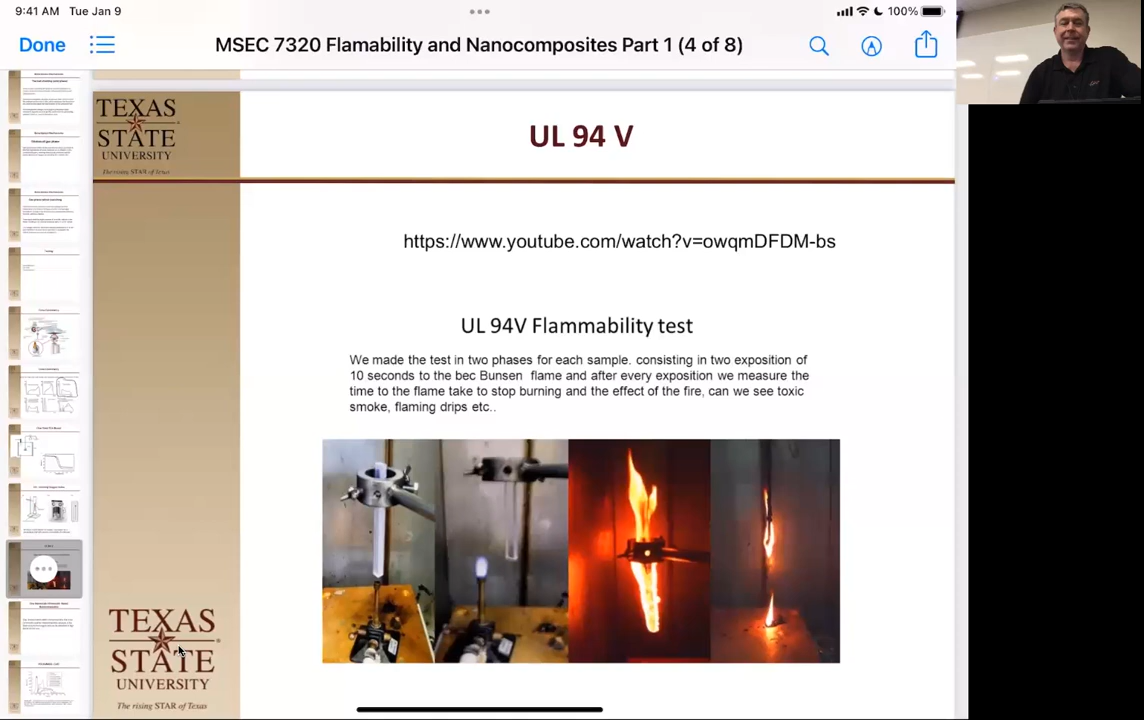 9:41 AM Tue Jan 9
100%
Done
MSEC 7320 Flamability and Nanocomposites Part 1 (4 of 8)
TEXAS
STATE
UNIVERSITY
The rising STAR of Texas
UL 94 V
https://www.youtube.com/watch?v=owqmDFDM-bs
UL 94V Flammability test
We made the test in two phases for each sample. consisting in two exposition of
10 seconds to the bec Bunsen flame and after every exposition we measure the
time to the flame take to stop burning and the effect of the fire, can we see toxic
smoke, flaming drips etc..
TEXAS
STATE
UNIVERSITY
The rising STAR of Texas